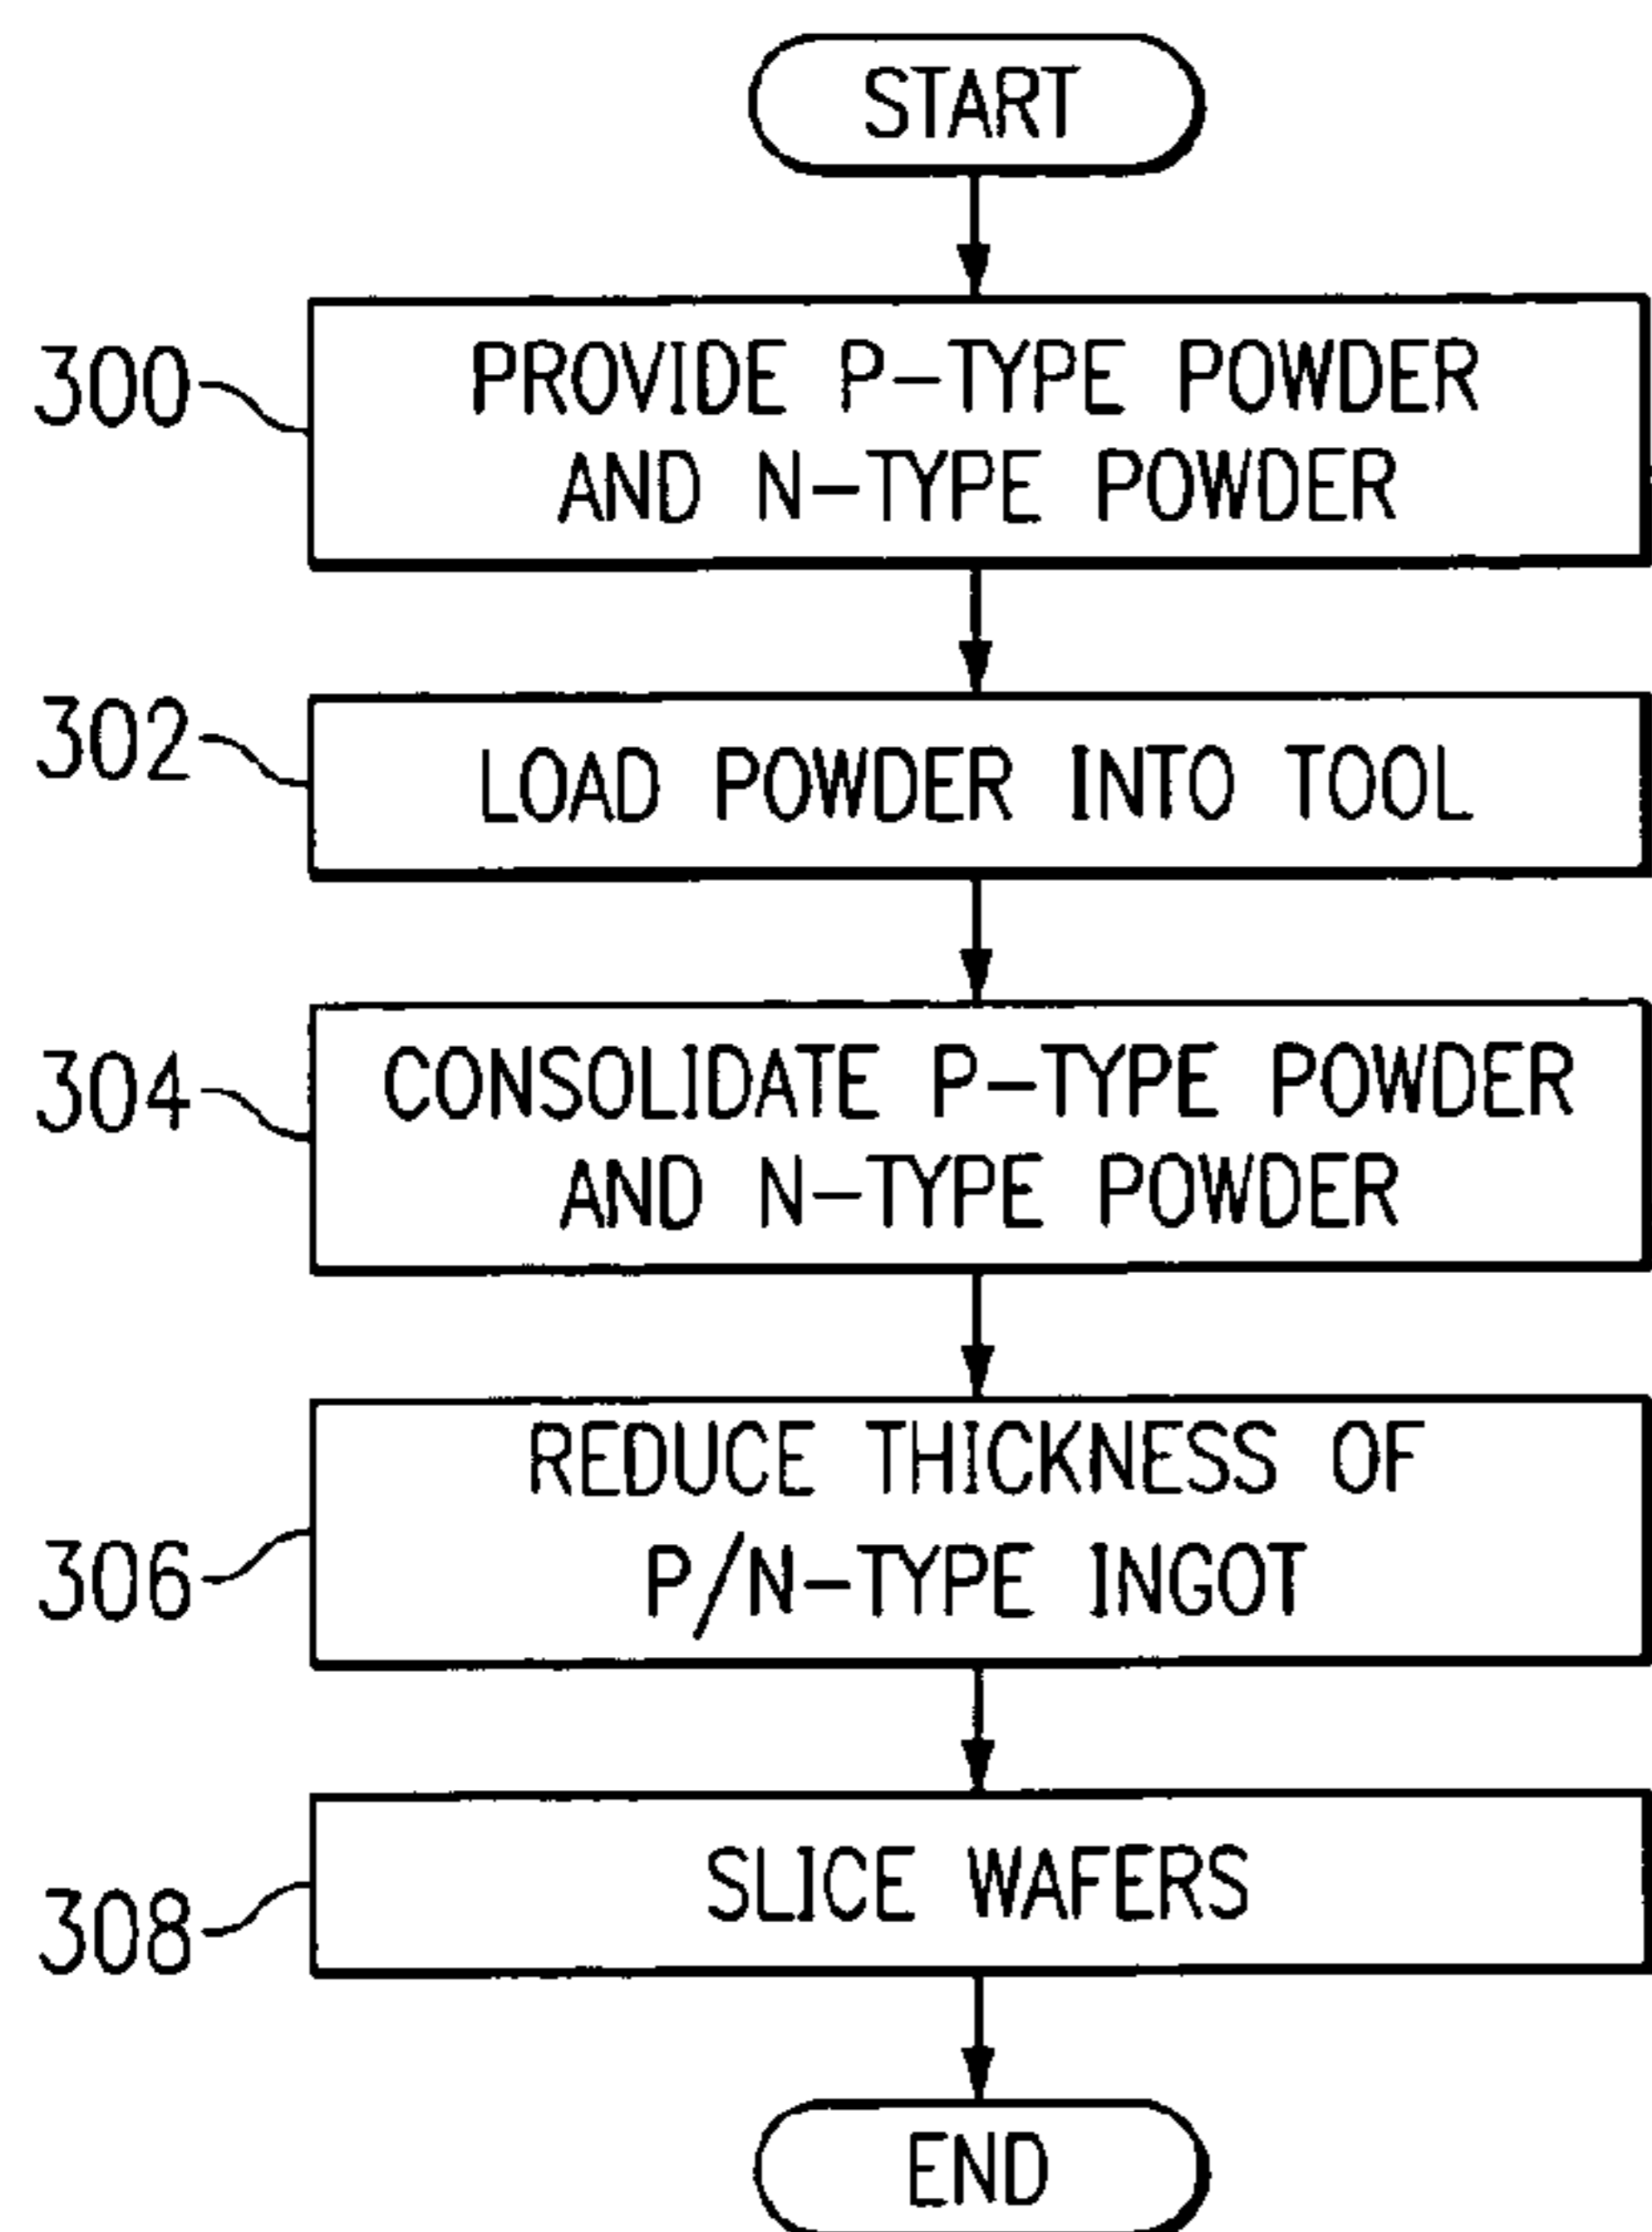 START
300
PROVIDE P-TYPE POWDER
AND N-TYPE POWDER
302
LOAD POWDER INTO TOOL
304
CONSOLIDATE P-TYPE POWDER
AND N-TYPE POWDER
REDUCE THICKNESS OF
306
P/N-TYPE INGOT
308
SLICE WAFERS
END